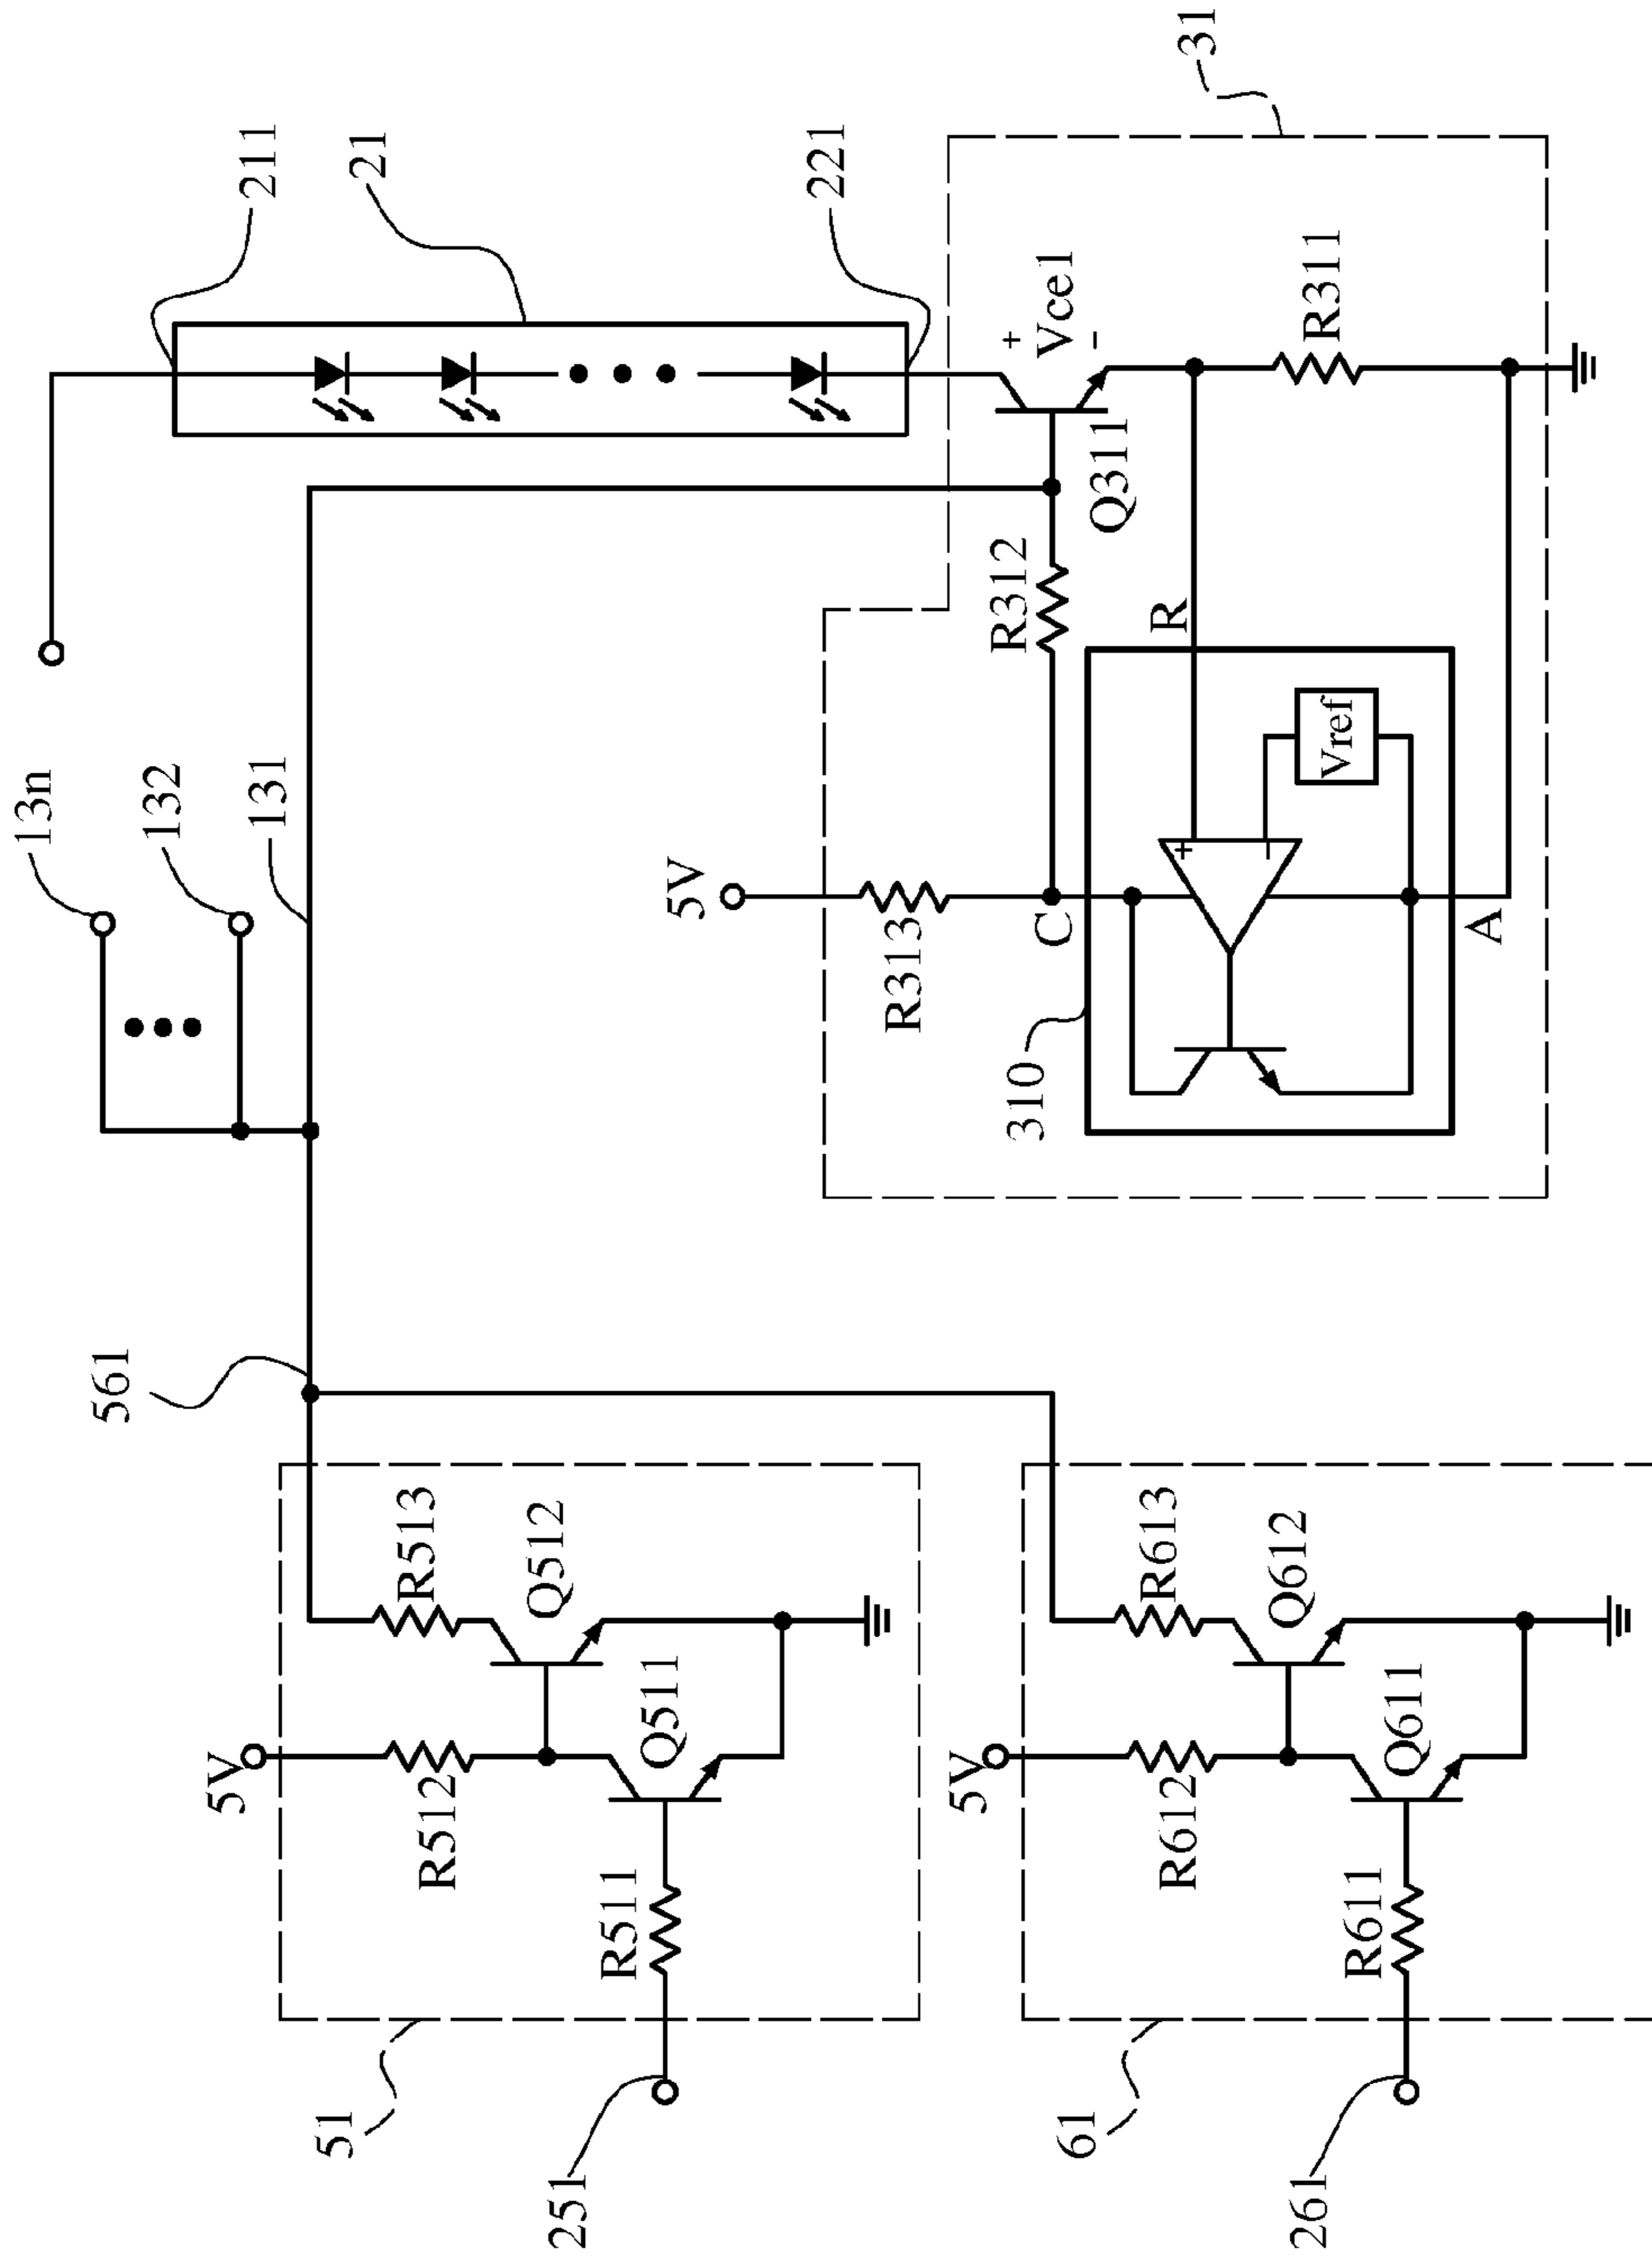 13n
132
131
211
21
221
31
561
5V
R512
R513
Q512
Q511
R511
51
251
5V
R612
R613
Q612
Q611
R611
61
261
5V
R313
R312
C
R
A
310
Vref
+
−
Q311
+
Vce1
-
R311